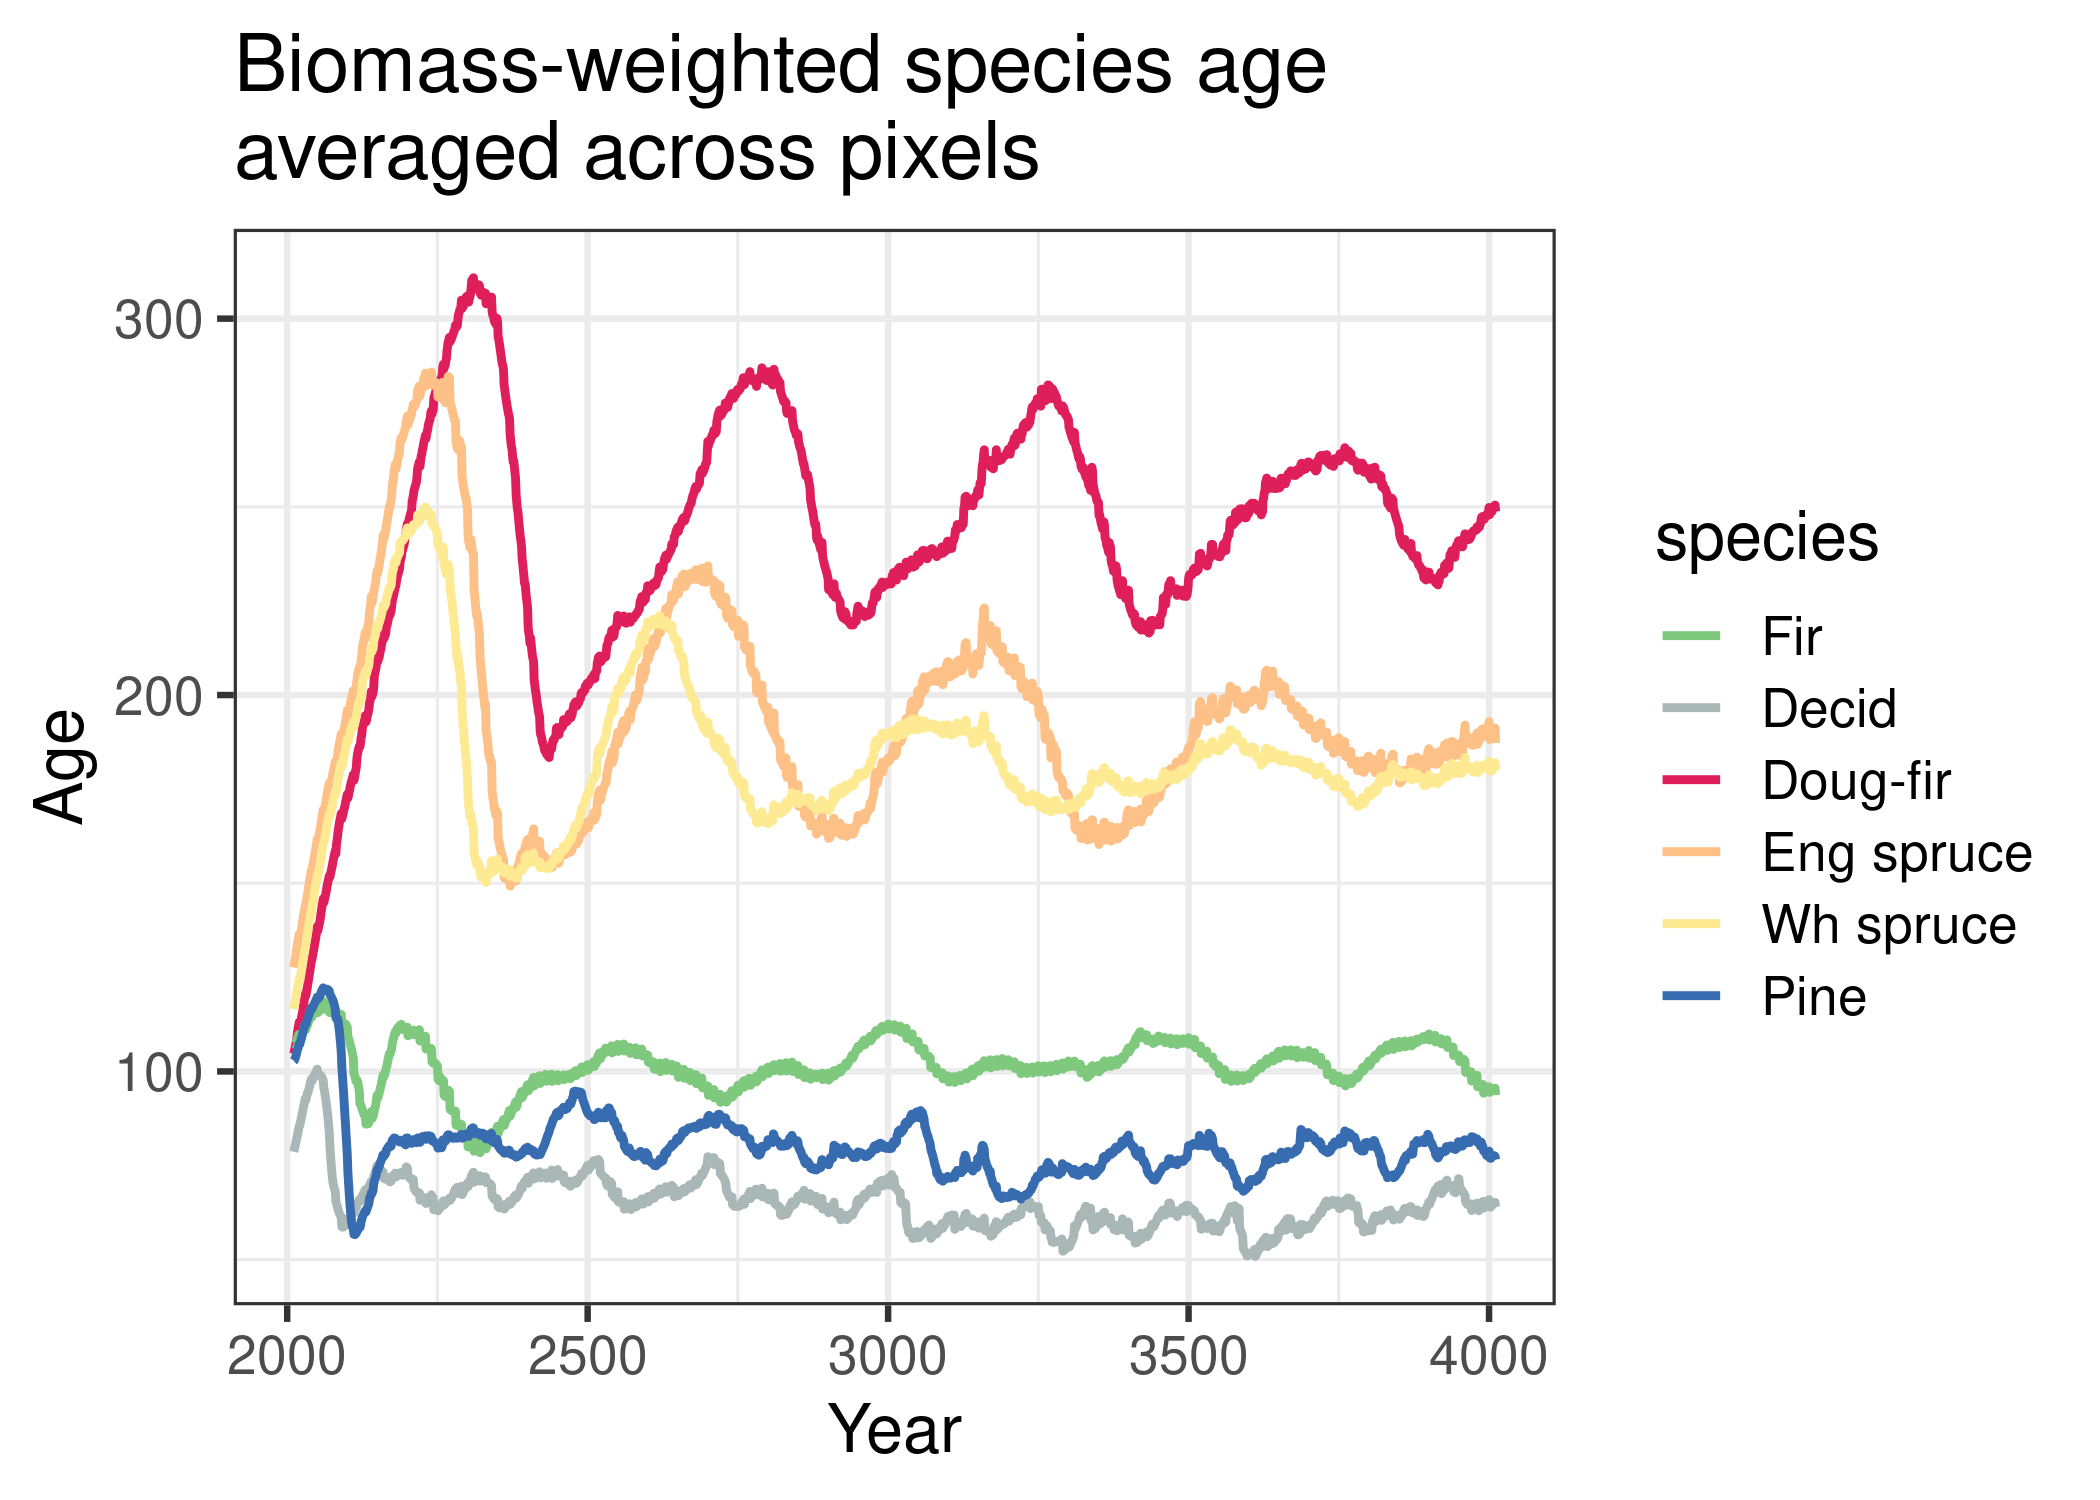 Biomass-weighted species age
averaged across pixels
300
200
100
Age
2000 2500 3000 3500 4000
Year
species
Fir
Decid
Doug-fir
Eng spruce
Wh spruce
Pine